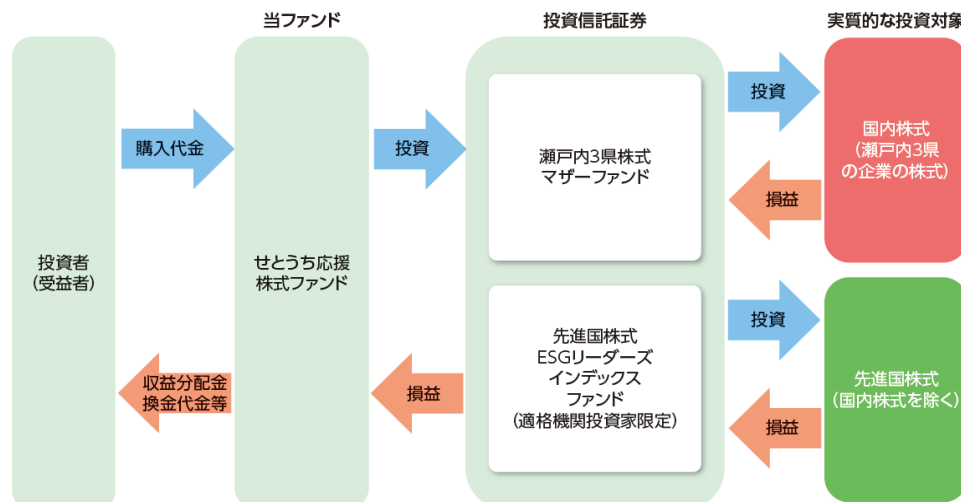 当ファンド
投資信託証券
実質的な投資対象
投資者
(受益者)
購入代金
収益分配金
換金代金等
せとうち応援
株式ファンド
投資
損益
瀬戸内3県株式
マザーファンド
先進国株式
ESGリーダーズ
インデックス
ファンド
(適格機関投資家限定)
投資
損益
国内株式
(瀬戸内3県
の企業の株式)
投資
損益
先進国株式
(国内株式を除く)